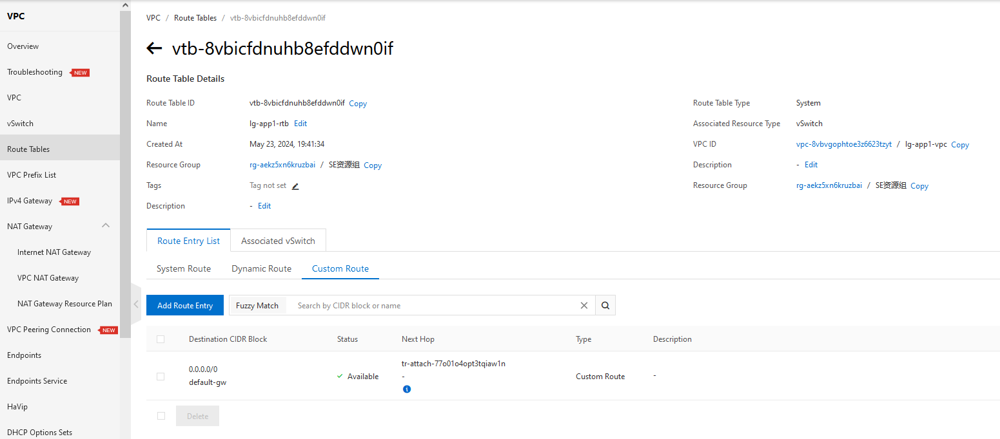 VPC
Overview
Troubleshooting NEW
VPC
vSwitch
Route Tables
VPC Prefix List
IPv4 Gateway NEW
NAT Gateway
Internet NAT Gateway
VPC NAT Gateway
NAT Gateway Resource Plan
VPC Peering Connection NEW
Endpoints
Endpoints Service
HaVip
DHCP Options Sets
VPC / Route Tables / vtb-8vbicfdnuhb8efddwn0if
vtb-8vbicfdnuhb8efddwn0if
Route Table Details
Route Table ID vtb-8vbicfdnuhb8efddwn0if Copy
Route Table Type System
Name lg-app1-rtb Edit
Associated Resource Type vSwitch
Created At May 23, 2024, 19:41:34
VPC ID vpc-8vbvgophtoe3z6623tzyt / lg-app1-vpc Copy
Resource Group rg-aekz5xn6kruzbai / SE资源组 Copy
Description - Edit
Tags Tag not set
Resource Group rg-aekz5xn6kruzbai / SE资源组 Copy
Description - Edit
Route Entry List Associated vSwitch
System Route Dynamic Route Custom Route
Add Route Entry Fuzzy Match Search by CIDR block or name
Destination CIDR Block Status Next Hop Type Description
0.0.0.0/0
default-gw
Available
tr-attach-77o01o4opt3tqiaw1n
-
Custom Route
-
Delete